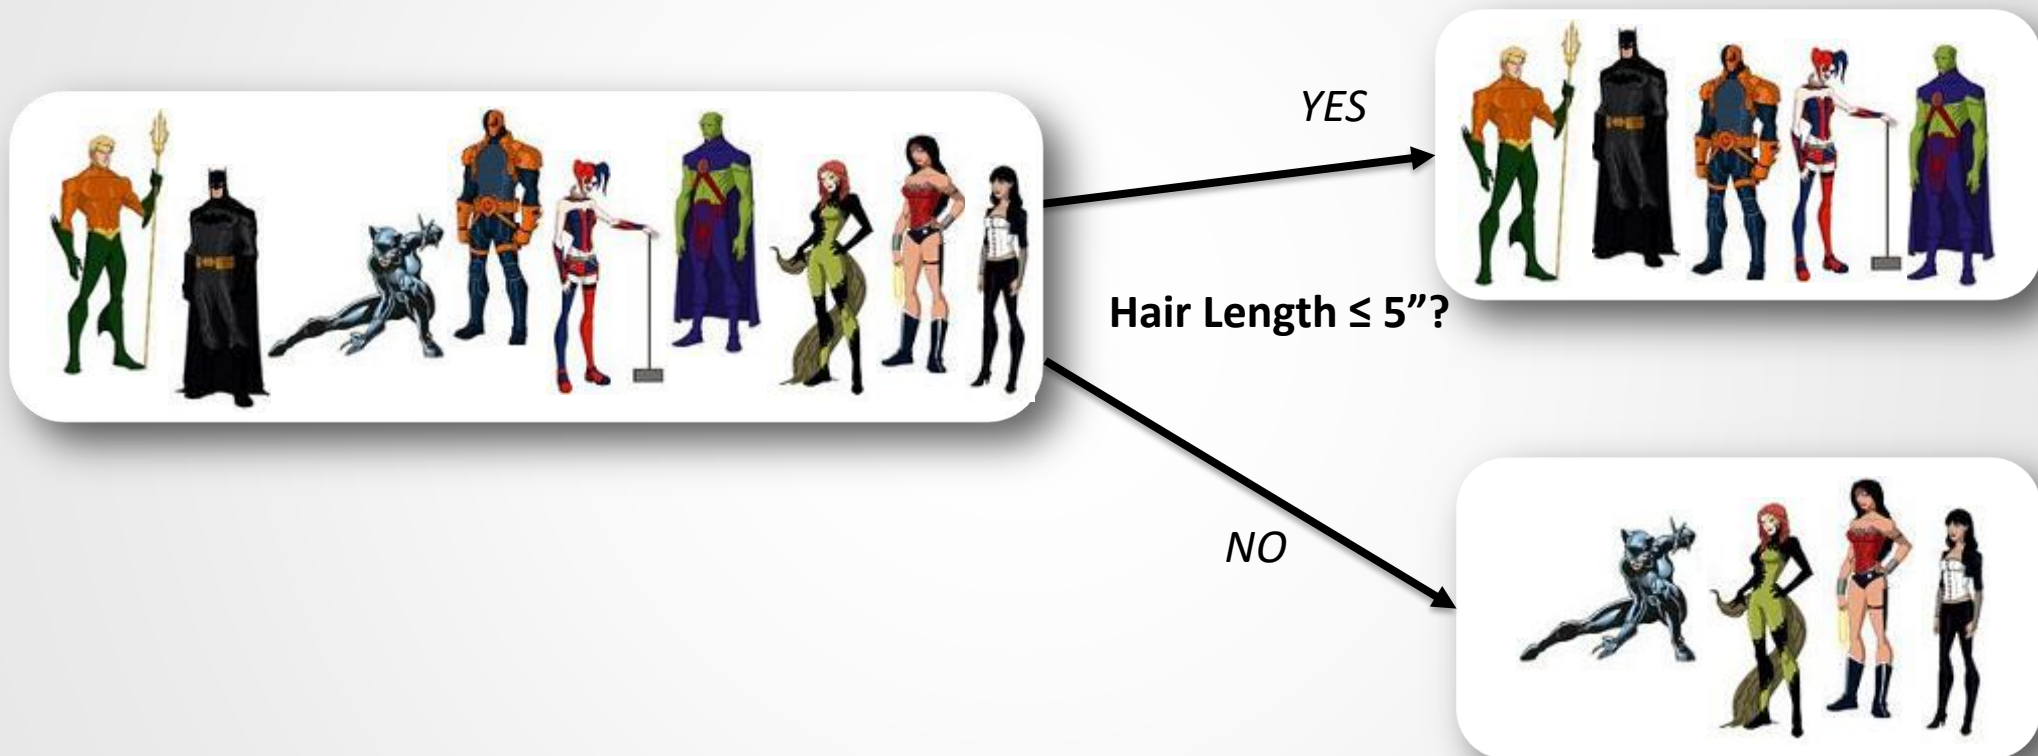 YES
Hair Length ≤ 5”?
NO